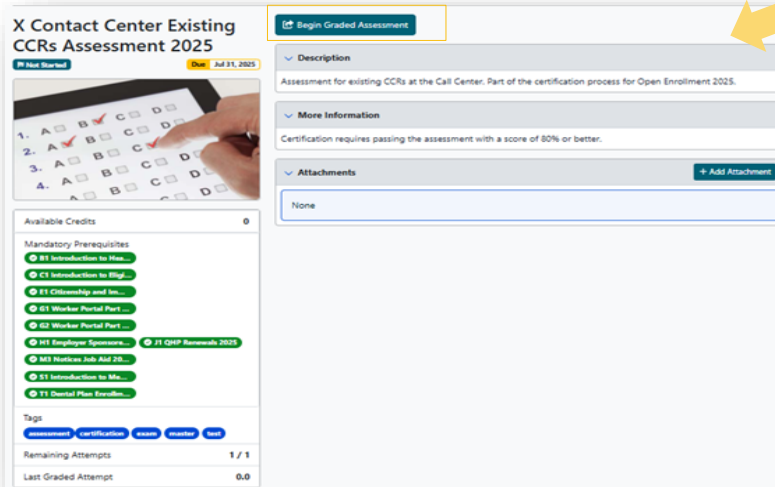 X Contact Center Existing
CCRs Assessment 2025
Not Started
Due Jul 31, 2025
1. A B C D
2. A B C D
3. A B C D
4. A B C D
A B C D
Available Credits 0
Mandatory Prerequisites
B1 Introduction to Hea...
C1 Introduction to Eligi...
E1 Citizenship and Im...
G1 Worker Portal Part ...
G2 Worker Portal Part ...
H1 Employer Sponsore... J1 QHP Renewals 2025
M3 Notices Job Aid 20...
S1 Introduction to Me...
T1 Dental Plan Enrollm...
Tags
assessment certification exam master test
Remaining Attempts 1 / 1
Last Graded Attempt 0.0
Begin Graded Assessment
Description
Assessment for existing CCRs at the Call Center. Part of the certification process for Open Enrollment 2025.
More Information
Certification requires passing the assessment with a score of 80% or better.
Attachments + Add Attachment
None